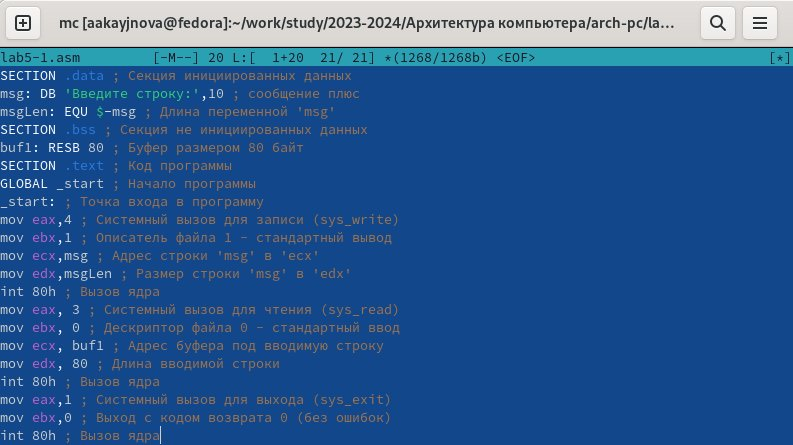 mc [aakayjnova@fedora]:~/work/study/2023-2024/Архитектура компьютера/arch-pc/la...
lab5-1.asm [-M--] 20 L:[ 1+20 21/ 21] *(1268/1268b) <EOF> [*]
SECTION .data ; Секция инициированных данных
msg: DB 'Введите строку:',10 ; сообщение плюс
msgLen: EQU $-msg ; Длина переменной 'msg'
SECTION .bss ; Секция не инициированных данных
buf1: RESB 80 ; Буфер размером 80 байт
SECTION .text ; Код программы
GLOBAL _start ; Начало программы
_start: ; Точка входа в программу
mov eax,4 ; Системный вызов для записи (sys_write)
mov ebx,1 ; Описатель файла 1 - стандартный вывод
mov ecx,msg ; Адрес строки 'msg' в 'ecx'
mov edx,msgLen ; Размер строки 'msg' в 'edx'
int 80h ; Вызов ядра
mov eax, 3 ; Системный вызов для чтения (sys_read)
mov ebx, 0 ; Дескриптор файла 0 - стандартный ввод
mov ecx, buf1 ; Адрес буфера под вводимую строку
mov edx, 80 ; Длина вводимой строки
int 80h ; Вызов ядра
mov eax,1 ; Системный вызов для выхода (sys_exit)
mov ebx,0 ; Выход с кодом возврата 0 (без ошибок)
int 80h ; Вызов ядра